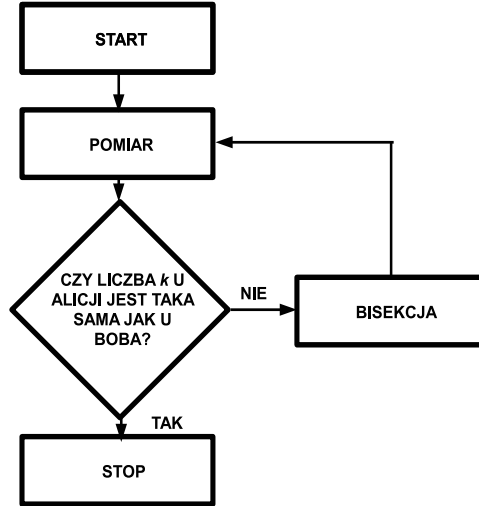 START
POMIAR
CZY LICZBA k U
ALICJI JEST TAKA
SAMA JAK U
BOBA?
NIE
BISEKCJA
TAK
STOP